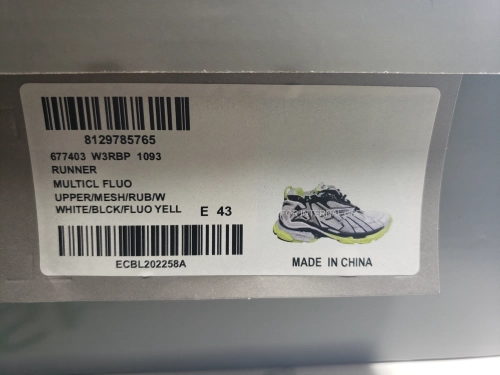 8129785765
677403 W3RBP 1093
RUNNER
MULTICL FLUO
UPPER/MESH/RUB/W
WHITE/BLCK/FLUO YELL E 43
ECBL202258A
MADE IN CHINA